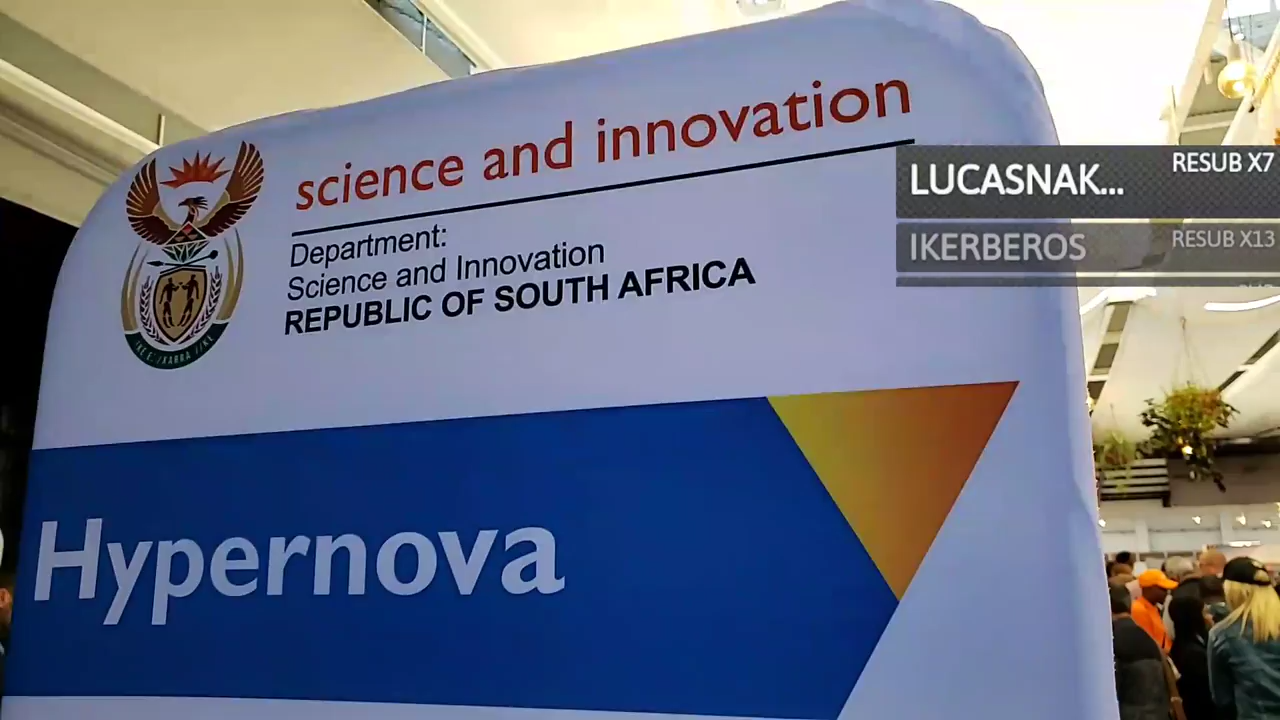 science and innovation
Department:
Science and Innovation
REPUBLIC OF SOUTH AFRICA
Hypernova
LUCASNAK... RESUB X7
IKERBEROS RESUB X13